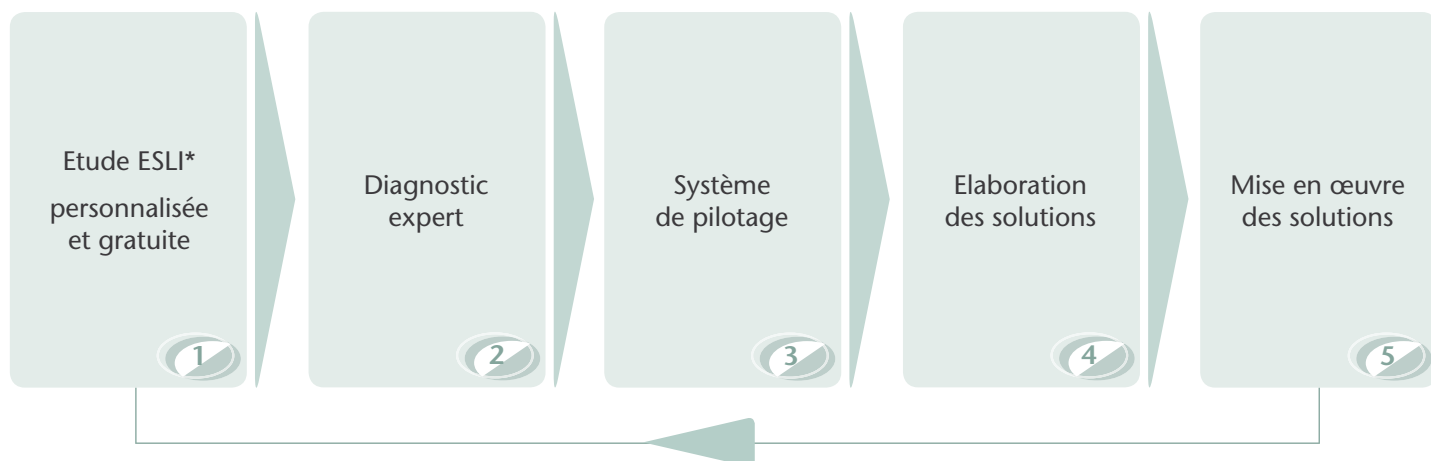 Etude ESLI*
personnalisée
et gratuite
1
Diagnostic
expert
2
Système
de pilotage
3
Elaboration
des solutions
4
Mise en œuvre
des solutions
5